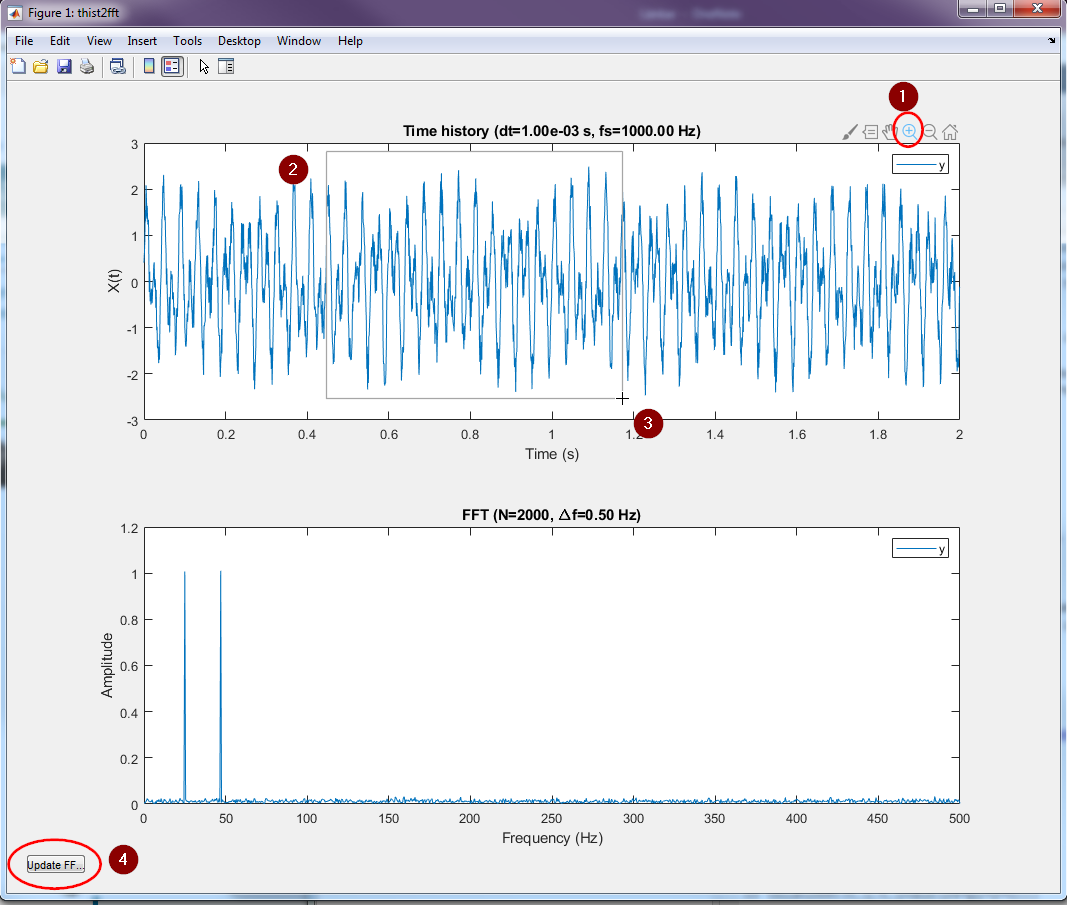 Figure 1: thist2fft
File Edit View Insert Tools Desktop Window Help
1
Time history (dt=1.00e-03 s, fs=1000.00 Hz)
3
y
2
2
1
0
-1
-2
-3
X(t)
0 0.2 0.4 0.6 0.8 1 1.2 1.4 1.6 1.8 2
3
Time (s)
FFT (N=2000, Δf=0.50 Hz)
1.2
y
1
0.8
0.6
0.4
0.2
0
Amplitude
0 50 100 150 200 250 300 350 400 450 500
Frequency (Hz)
Update FF...
4